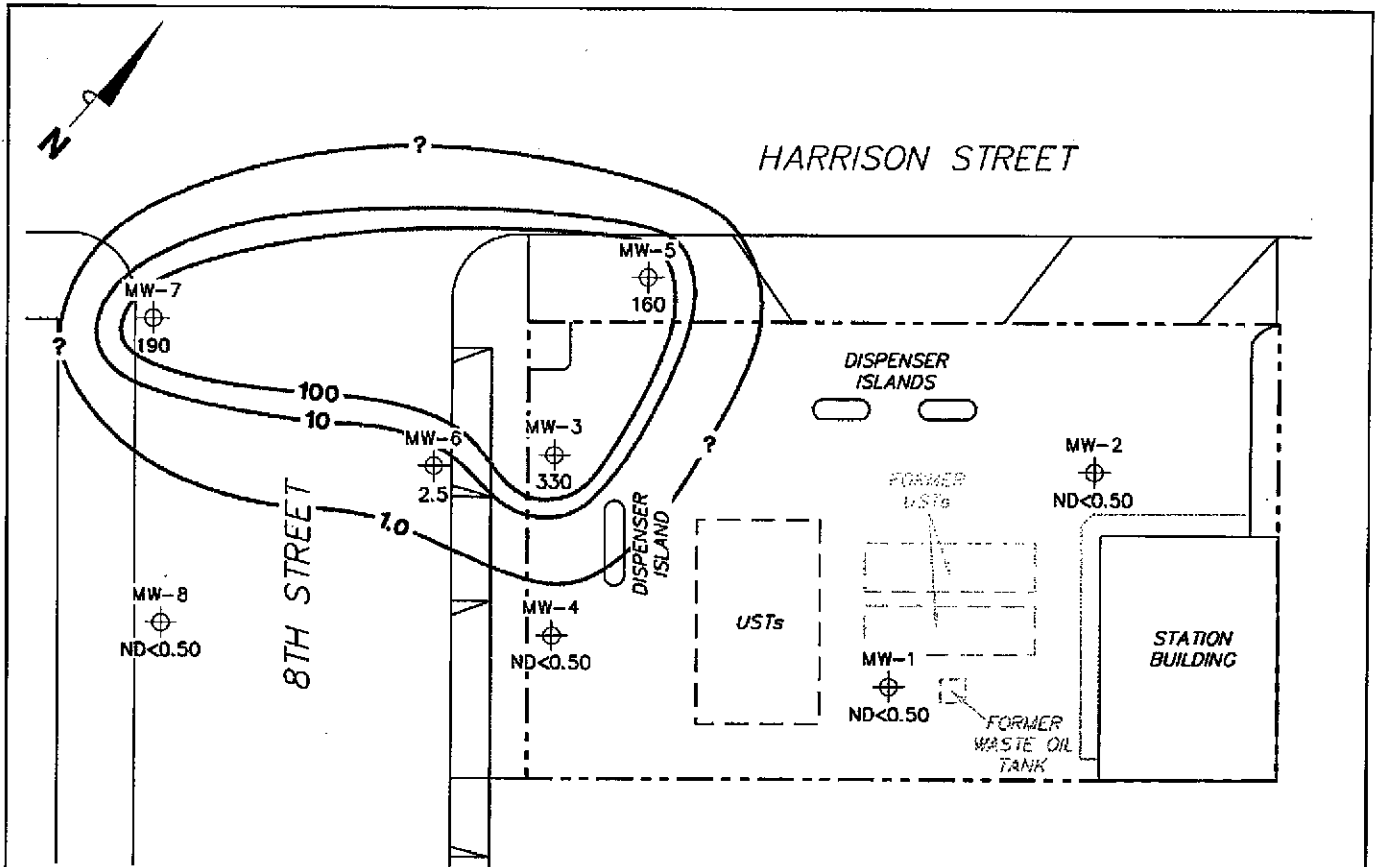 N
HARRISON STREET
?
MW-5
160
MW-7
190
?
DISPENSER
ISLANDS
100
10
MW-6
2.5
MW-3
330
?
MW-2
ND<0.50
FORMER
USTs
1.0
DISPENSER
ISLAND
8TH STREET
MW-8
ND<0.50
MW-4
ND<0.50
USTs
MW-1
ND<0.50
STATION
BUILDING
FORMER
WASTE OIL
TANK